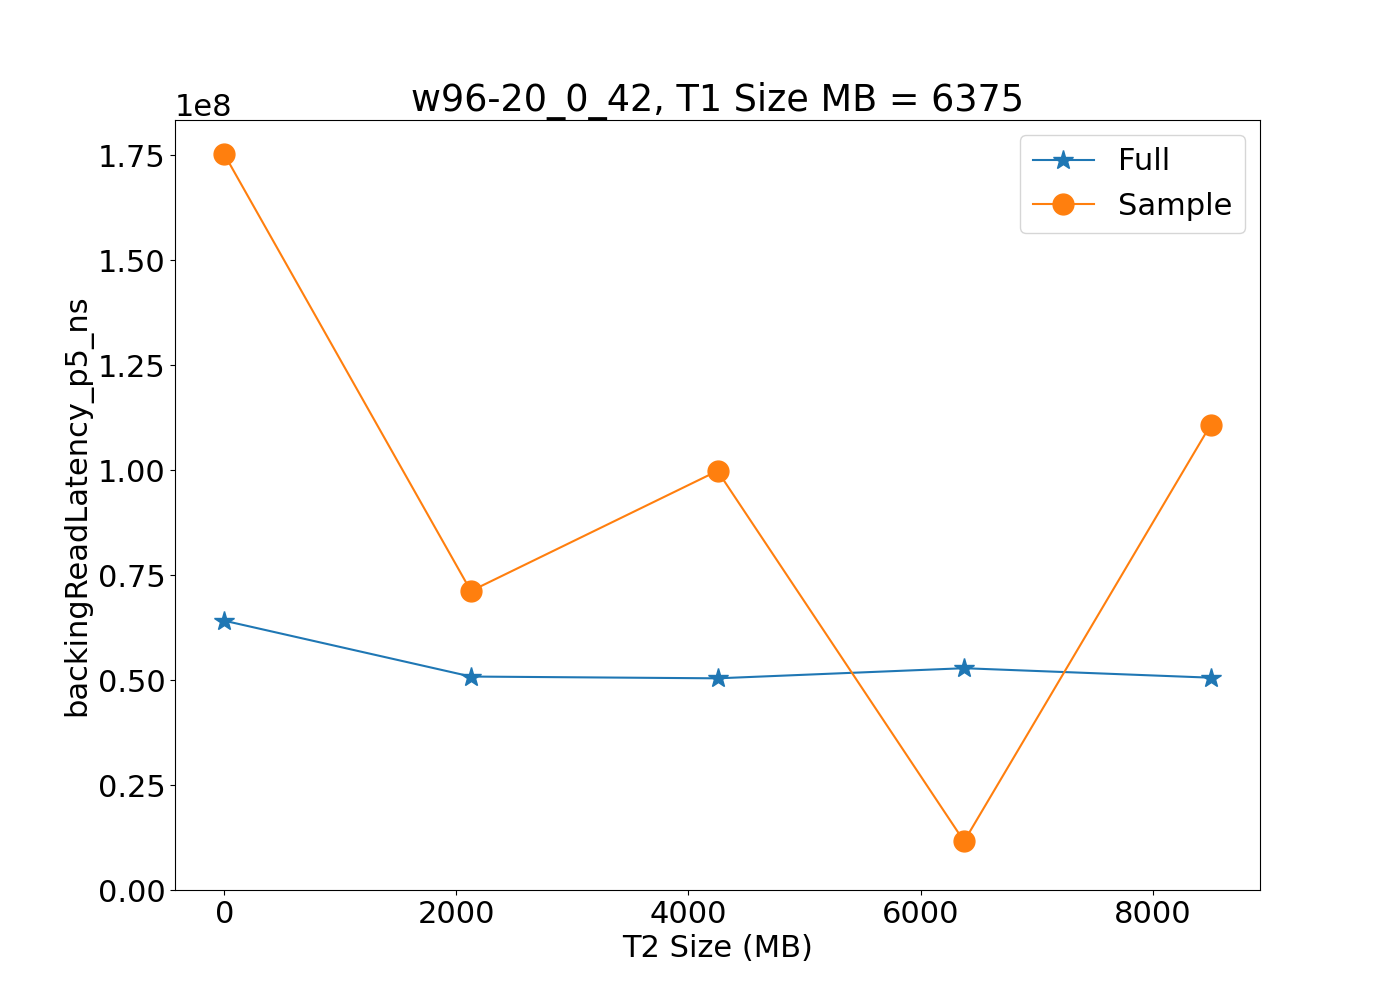 w96-20_0_42, T1 Size MB = 6375
1e8
1.75
1.50
1.25
1.00
0.75
0.50
0.25
0.00
backingReadLatency_p5_ns
Full
Sample
0 2000 4000 6000 8000
T2 Size (MB)